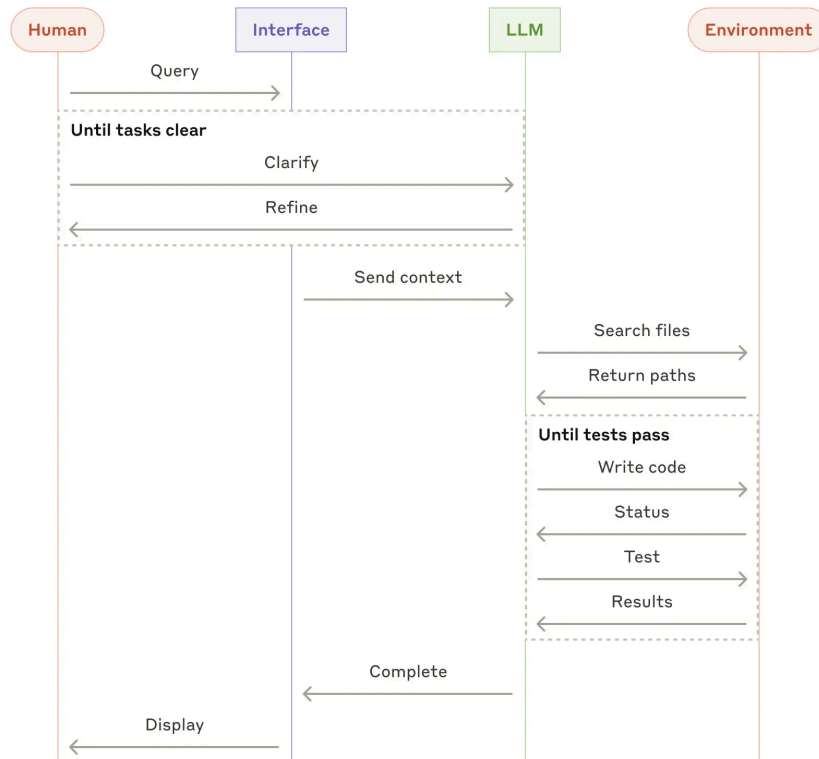 Human
Interface
LLM
Environment
Query
Until tasks clear
Clarify
Refine
Send context
Search files
Return paths
Until tests pass
Write code
Status
Test
Results
Complete
Display